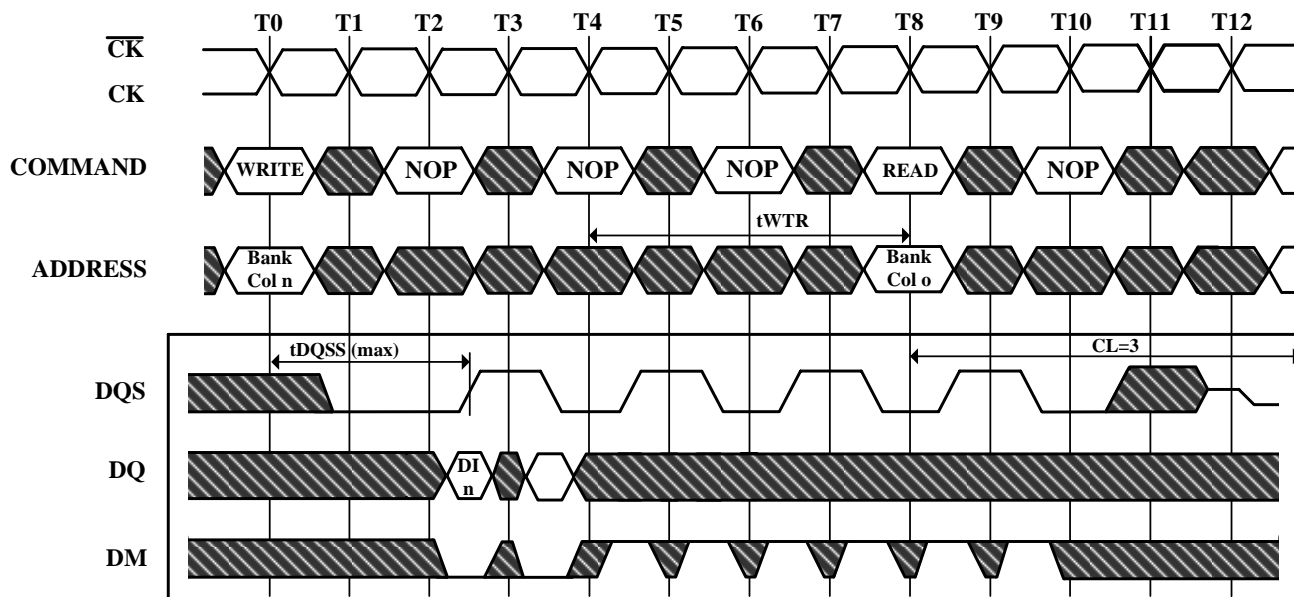 T0 T1 T2 T3 T4 T5 T6 T7 T8 T9 T10 T11 T12
CK
CK
COMMAND WRITE NOP NOP NOP READ NOP
tWTR
ADDRESS Bank Col n Bank Col o
tDQSS (max) CL=3
DQS
DQ DI n
DM